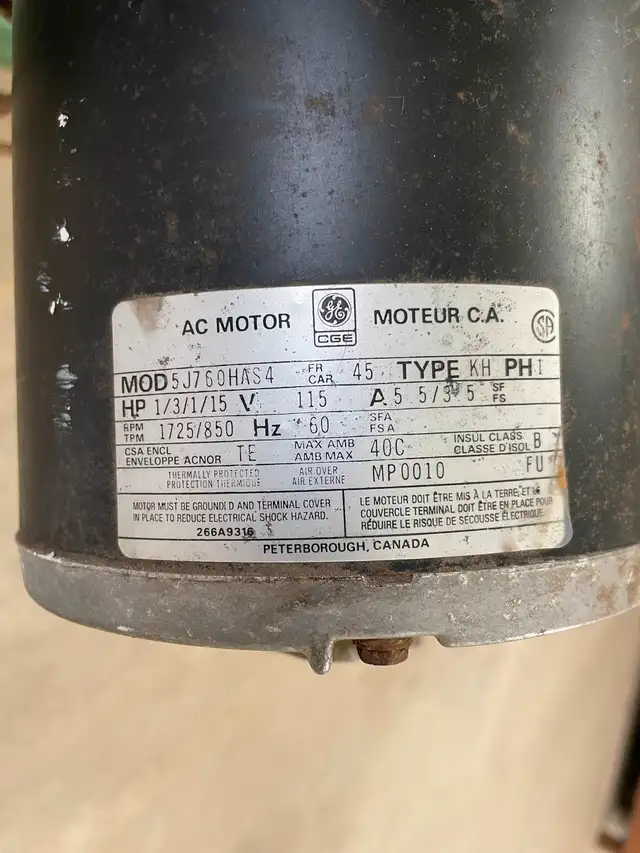 AC MOTOR GE CGE MOTEUR C.A. SA
MOD 5J760HAS4 FR CAR 45 TYPE KH PH 1
HP 1/3/1/15 V 115 A 5 5/3 5 SF FS
RPM TPM 1725/850 Hz 60 SFA FSA
CSA ENCL ENVELOPPE ACNOR TE MAX AMB AMB MAX 40C INSUL CLASS CLASSE D'ISOL B
THERMALLY PROTECTED PROTECTION THERMIQUE AIR OVER AIR EXTERNE MP0010 FU
MOTOR MUST BE GROUNDED AND TERMINAL COVER
IN PLACE TO REDUCE ELECTRICAL SHOCK HAZARD.
266A9316
LE MOTEUR DOIT ÊTRE MIS À LA TERRE, ET LE
COUVERCLE TERMINAL DOIT ÊTRE EN PLACE POUR
RÉDUIRE LE RISQUE DE SECOUSSE ÉLECTRIQUE.
PETERBOROUGH, CANADA